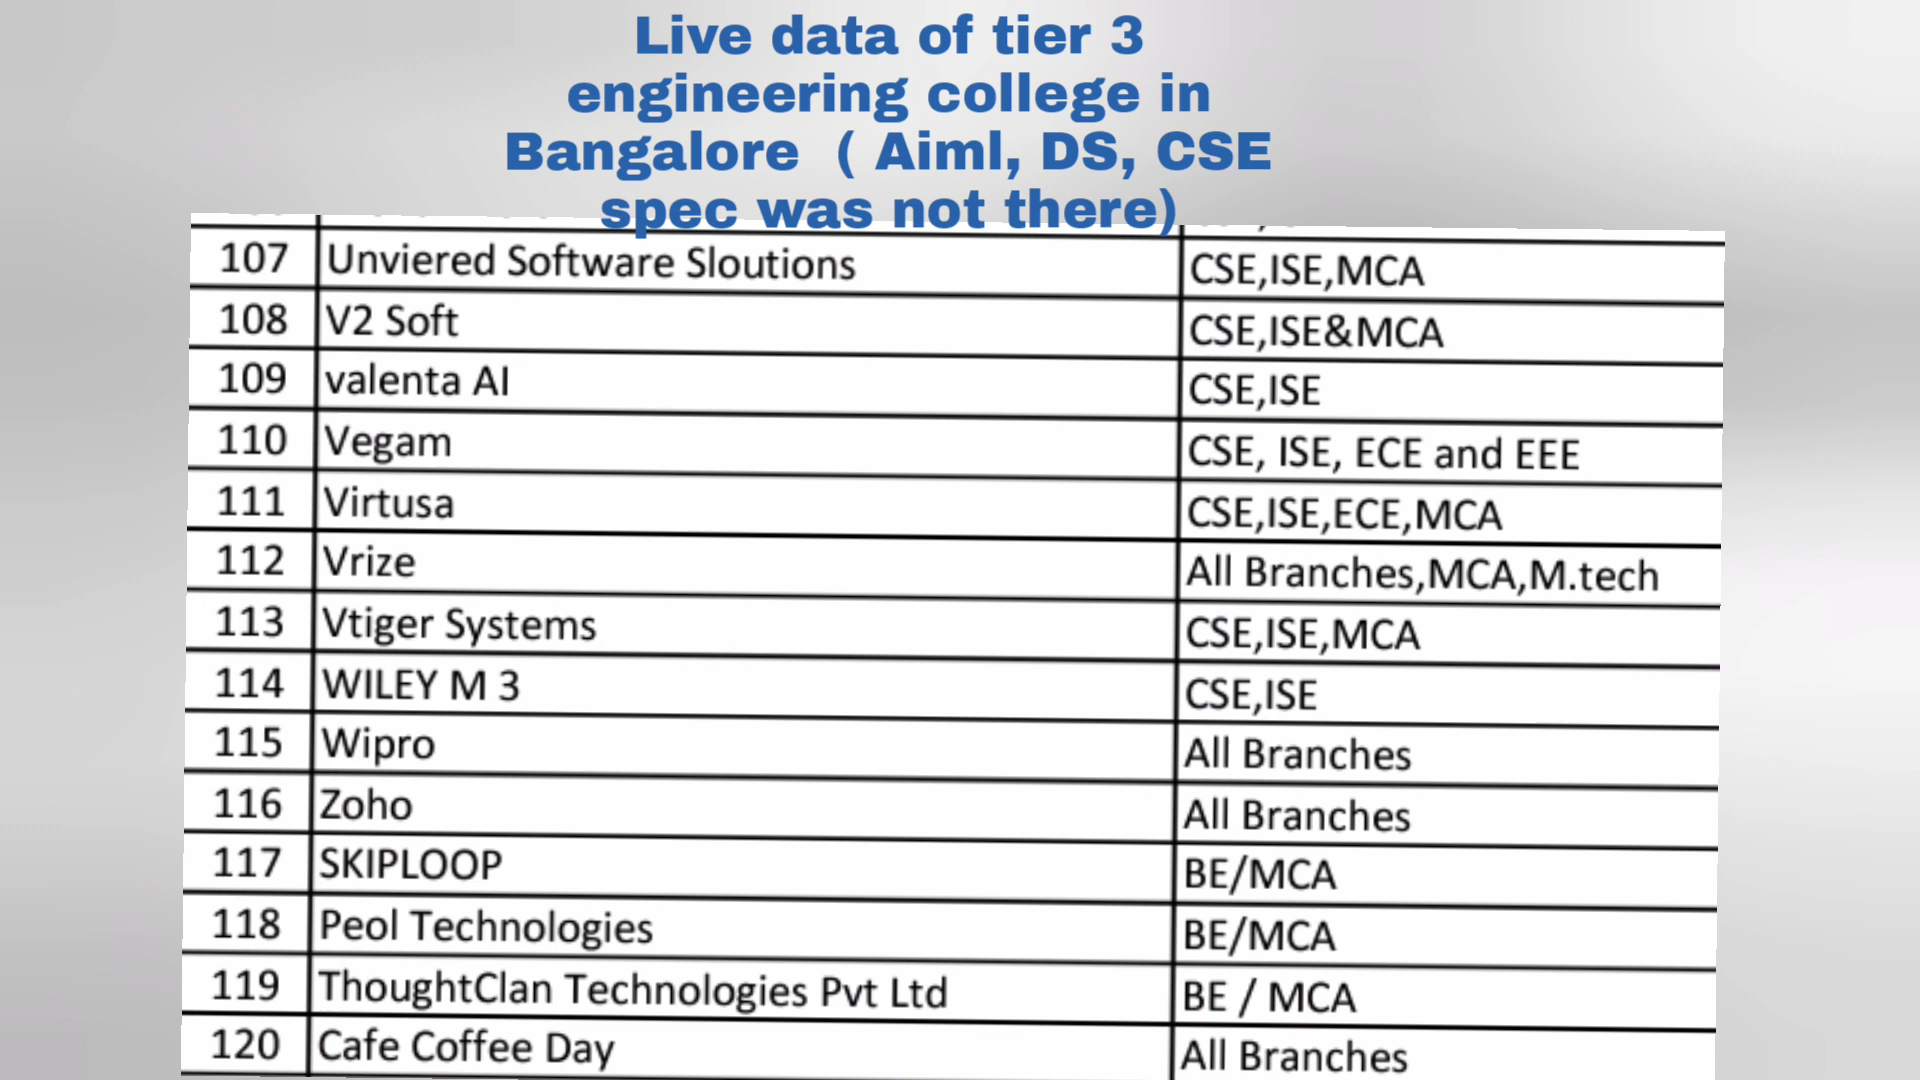 Live data of tier 3
engineering college in
Bangalore ( Aiml, DS, CSE
spec was not there)
107 Unviered Software Sloutions CSE,ISE,MCA
108 V2 Soft CSE,ISE&MCA
109 valenta AI CSE,ISE
110 Vegam CSE, ISE, ECE and EEE
111 Virtusa CSE,ISE,ECE,MCA
112 Vrize All Branches,MCA,M.tech
113 Vtiger Systems CSE,ISE,MCA
114 WILEY M 3 CSE,ISE
115 Wipro All Branches
116 Zoho All Branches
117 SKIPLOOP BE/MCA
118 Peol Technologies BE/MCA
119 ThoughtClan Technologies Pvt Ltd BE / MCA
120 Cafe Coffee Day All Branches